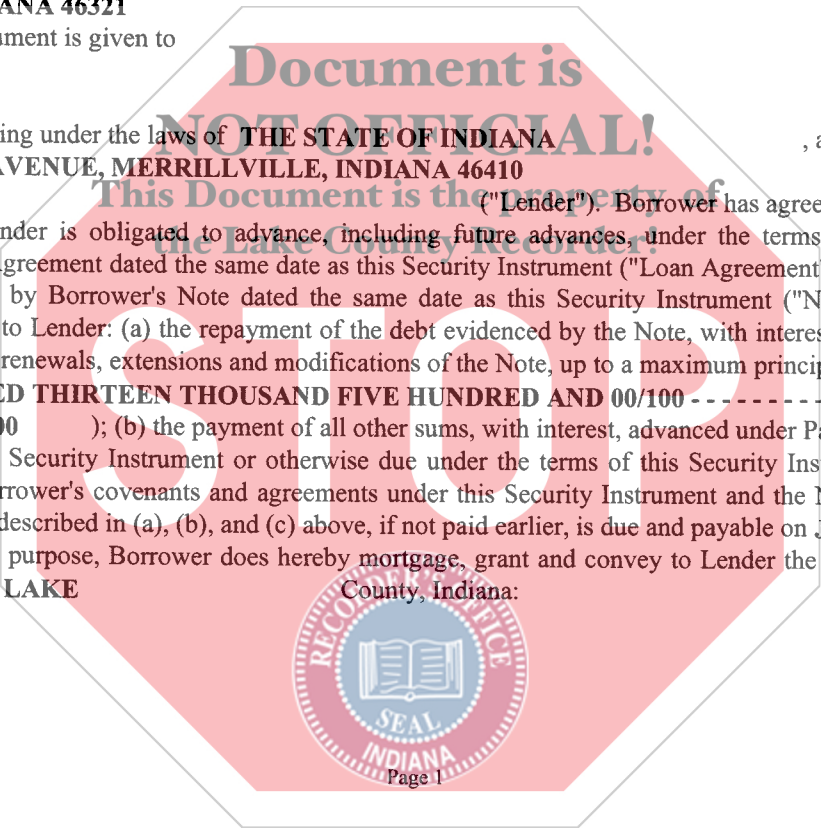 ANA 46321
ument is given to
Document is
ing under the laws of THE STATE OF INDIANA , a
NOT OFFICIAL!
AVENUE, MERRILLVILLE, INDIANA 46410
This Document is the property of
("Lender"). Borrower has agree
nder is obligated to advance, including future advances, under the terms
the Lake County Recorder!
greement dated the same date as this Security Instrument ("Loan Agreement
by Borrower's Note dated the same date as this Security Instrument ("N
to Lender: (a) the repayment of the debt evidenced by the Note, with interes
renewals, extensions and modifications of the Note, up to a maximum princip
ED THIRTEEN THOUSAND FIVE HUNDRED AND 00/100 - - - - - - - - - -
00 ); (b) the payment of all other sums, with interest, advanced under Pa
STOP
Security Instrument or otherwise due under the terms of this Security Ins
rrower's covenants and agreements under this Security Instrument and the N
described in (a), (b), and (c) above, if not paid earlier, is due and payable on J
purpose, Borrower does hereby mortgage, grant and convey to Lender the
LAKE County, Indiana:
RECORDER'S OFFICE
SEAL
INDIANA
Page 1